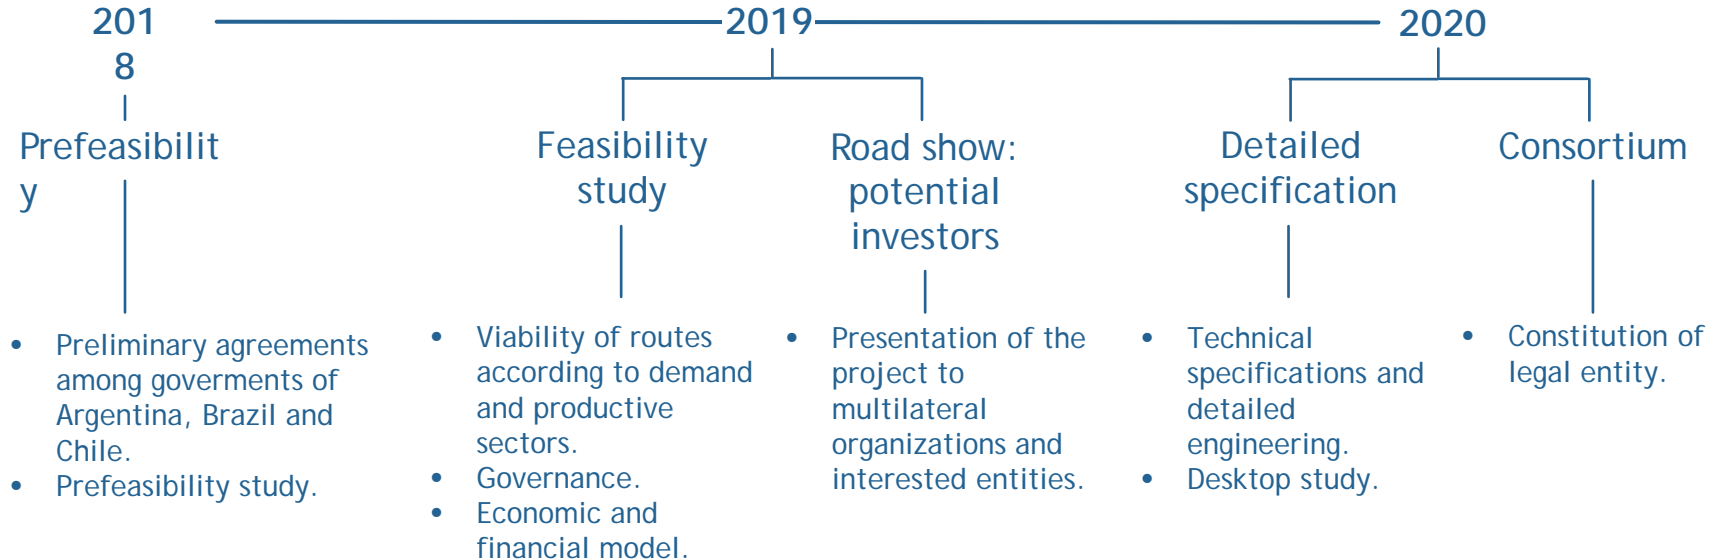 201
8
2019
2020
Prefeasibilit
y
Feasibility
study
Road show:
potential
investors
Detailed
specification
Consortium
• Preliminary agreements
among goverments of
Argentina, Brazil and
Chile.
• Prefeasibility study.
• Viability of routes
according to demand
and productive
sectors.
• Governance.
• Economic and
financial model.
• Presentation of the
project to
multilateral
organizations and
interested entities.
• Technical
specifications and
detailed
engineering.
• Desktop study.
• Constitution of
legal entity.